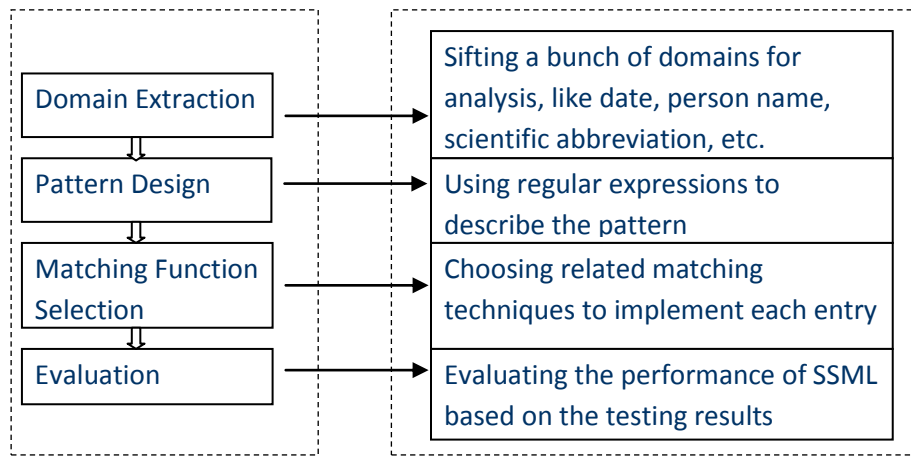 Domain Extraction
Sifting a bunch of domains for
analysis, like date, person name,
scientific abbreviation, etc.
Pattern Design
Using regular expressions to
describe the pattern
Matching Function
Selection
Choosing related matching
techniques to implement each entry
Evaluation
Evaluating the performance of SSML
based on the testing results